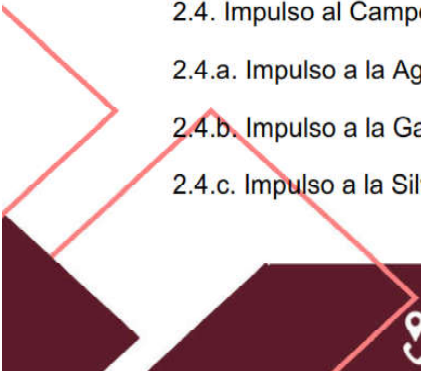 2.4. Impulso al Camp
2.4.a. Impulso a la Ag
2.4.b. Impulso a la Ga
2.4.c. Impulso a la Sil